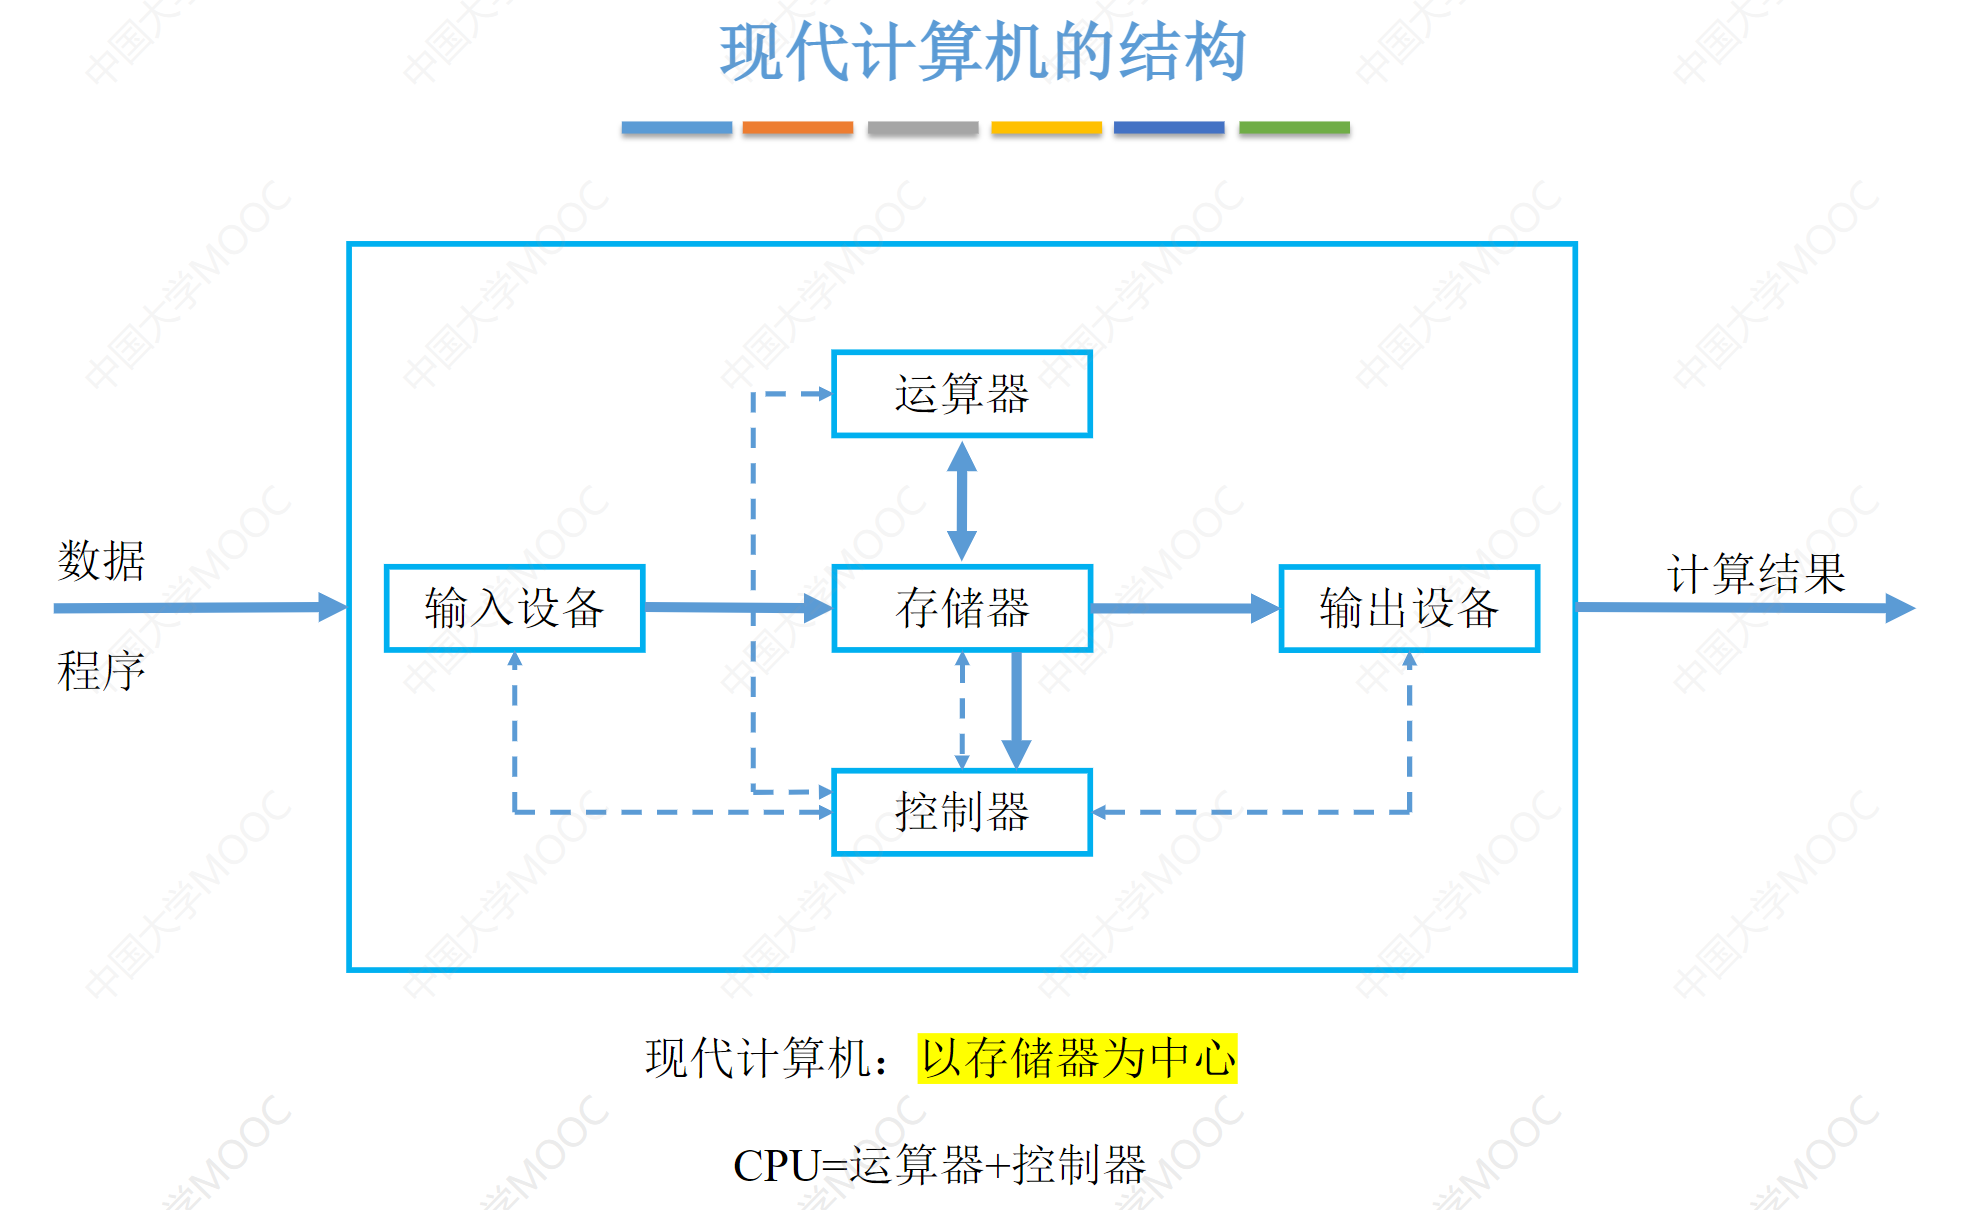 现代计算机的结构
运算器
数据
程序
输入设备
存储器
输出设备
计算结果
控制器
现代计算机：以存储器为中心
CPU=运算器+控制器
中国大学MOOC